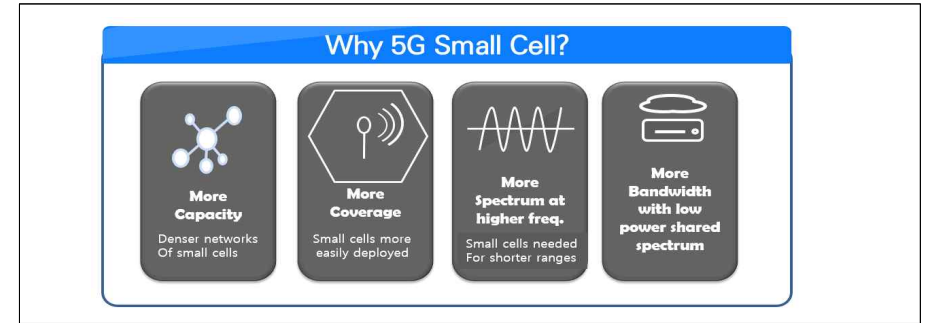 Why 5G Small Cell?
More
Capacity
Denser networks
Of small cells
More
Coverage
Small cells more
easily deployed
More
Spectrum at
higher freq.
Small cells needed
For shorter ranges
More
Bandwidth
with low
power shared
spectrum